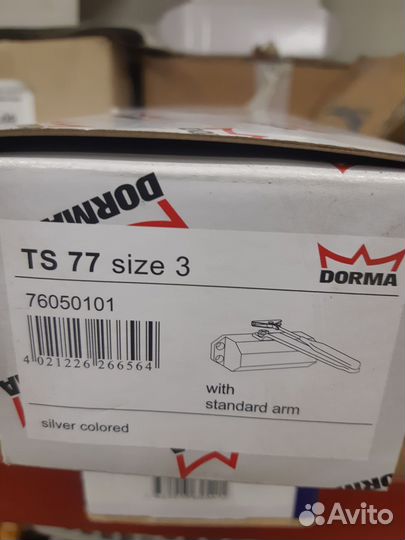 DORMA
TS 77 size 3
DORMA
76050101
4 021226 266564
with
standard arm
silver colored
Avito